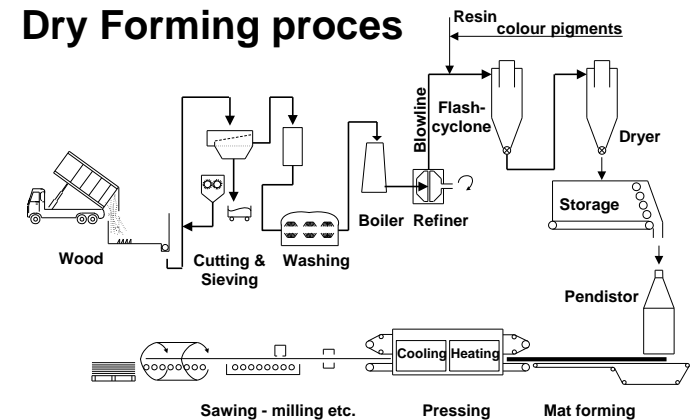 Dry Forming proces
Resin
colour pigments
Blowline
Flash-
cyclone
Dryer
Storage
Boiler
Refiner
Wood
Cutting &
Sieving
Washing
Pendistor
Cooling
Heating
Sawing - milling etc.
Pressing
Mat forming